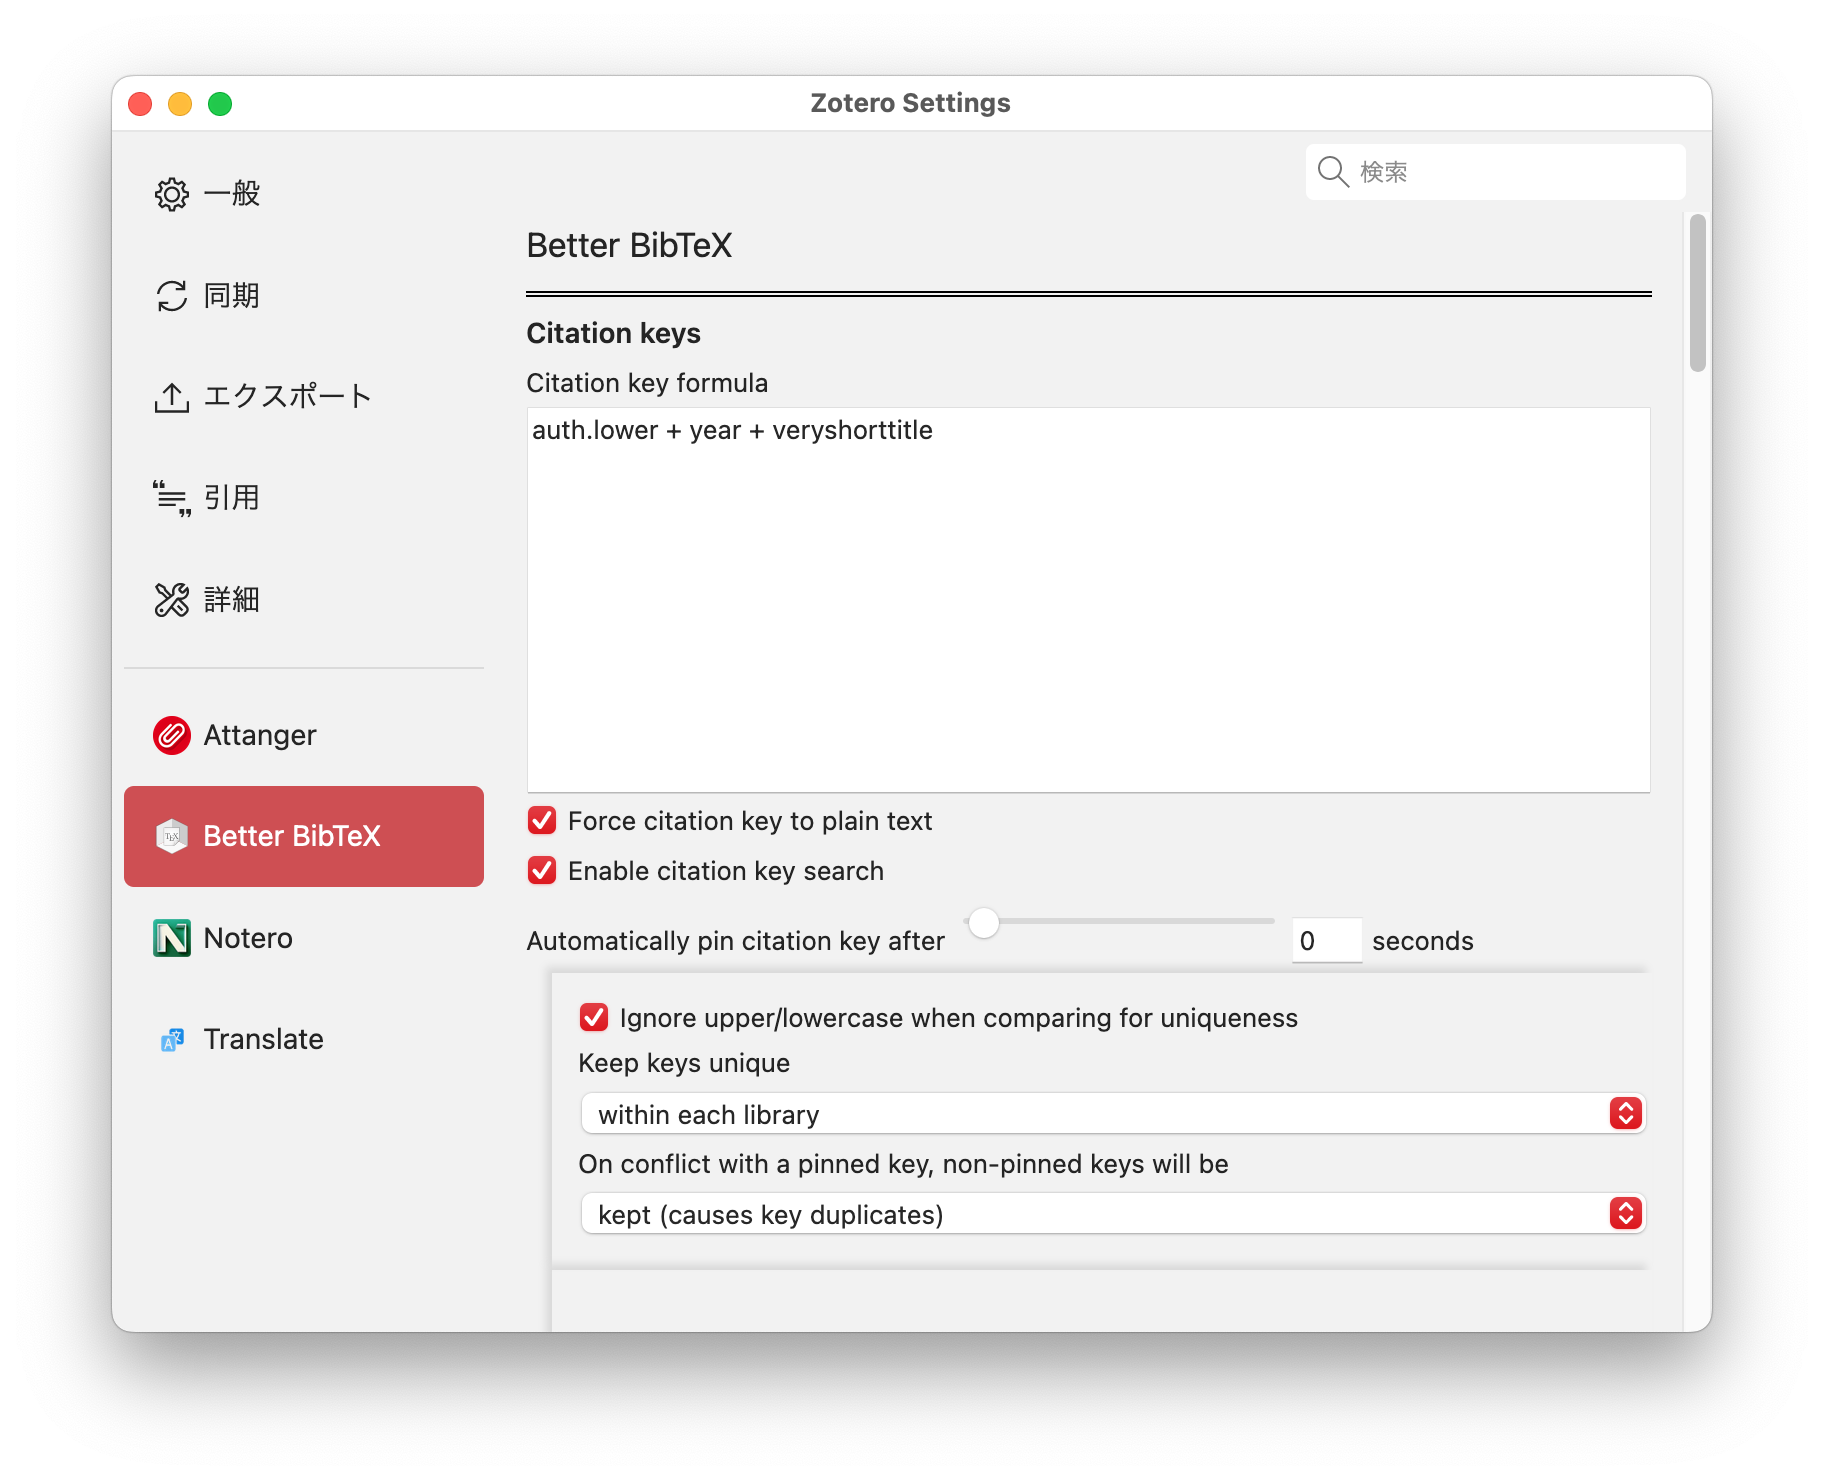 Zotero Settings
検索
一般
同期
エクスポート
引用
詳細
Attanger
Better BibTeX
Notero
Translate
Better BibTeX
Citation keys
Citation key formula
auth.lower + year + veryshorttitle
Force citation key to plain text
Enable citation key search
Automatically pin citation key after 0 seconds
Ignore upper/lowercase when comparing for uniqueness
Keep keys unique
within each library
On conflict with a pinned key, non-pinned keys will be
kept (causes key duplicates)